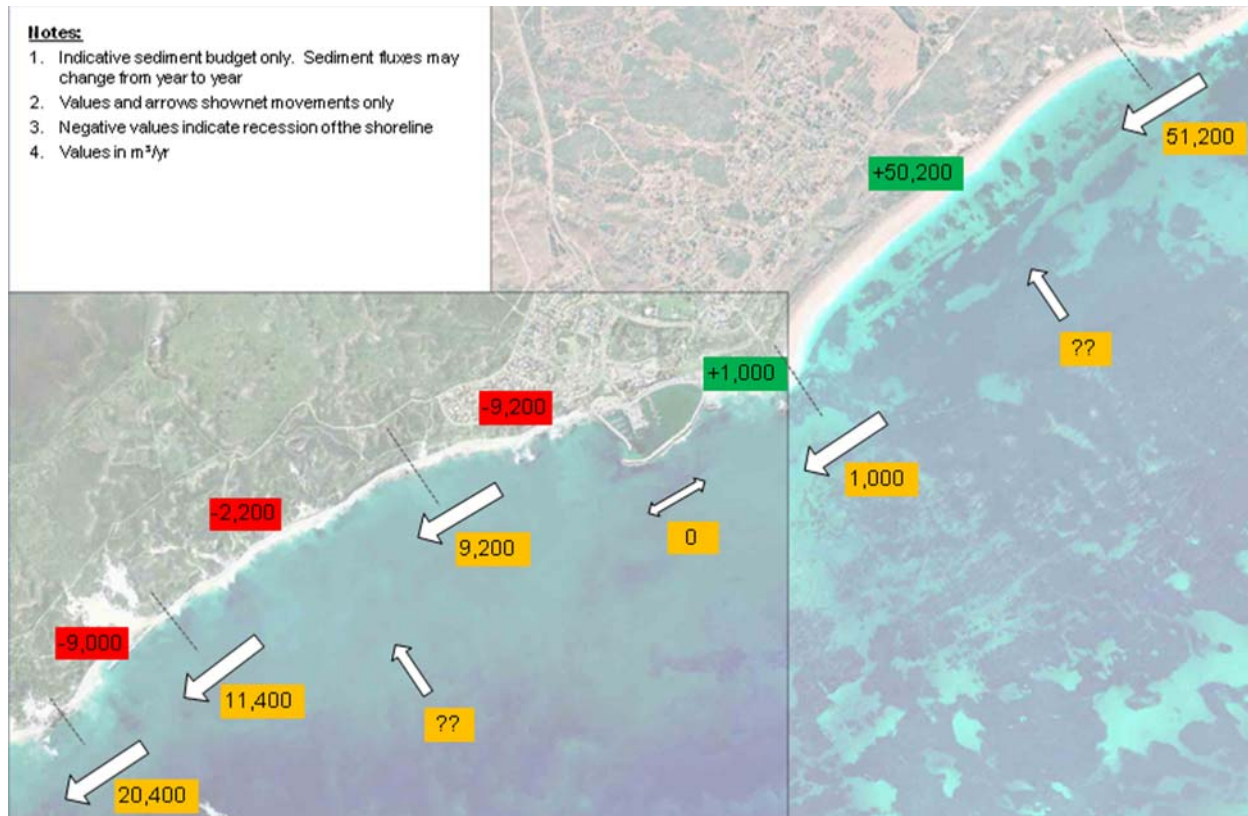 Notes:
1. Indicative sediment budget only. Sediment fluxes may
change from year to year
2. Values and arrows shownet movements only
3. Negative values indicate recession of the shoreline
4. Values in m³/yr
51,200
+50,200
??
+1,000
-9,200
1,000
-2,200
9,200
0
-9,000
11,400
??
20,400